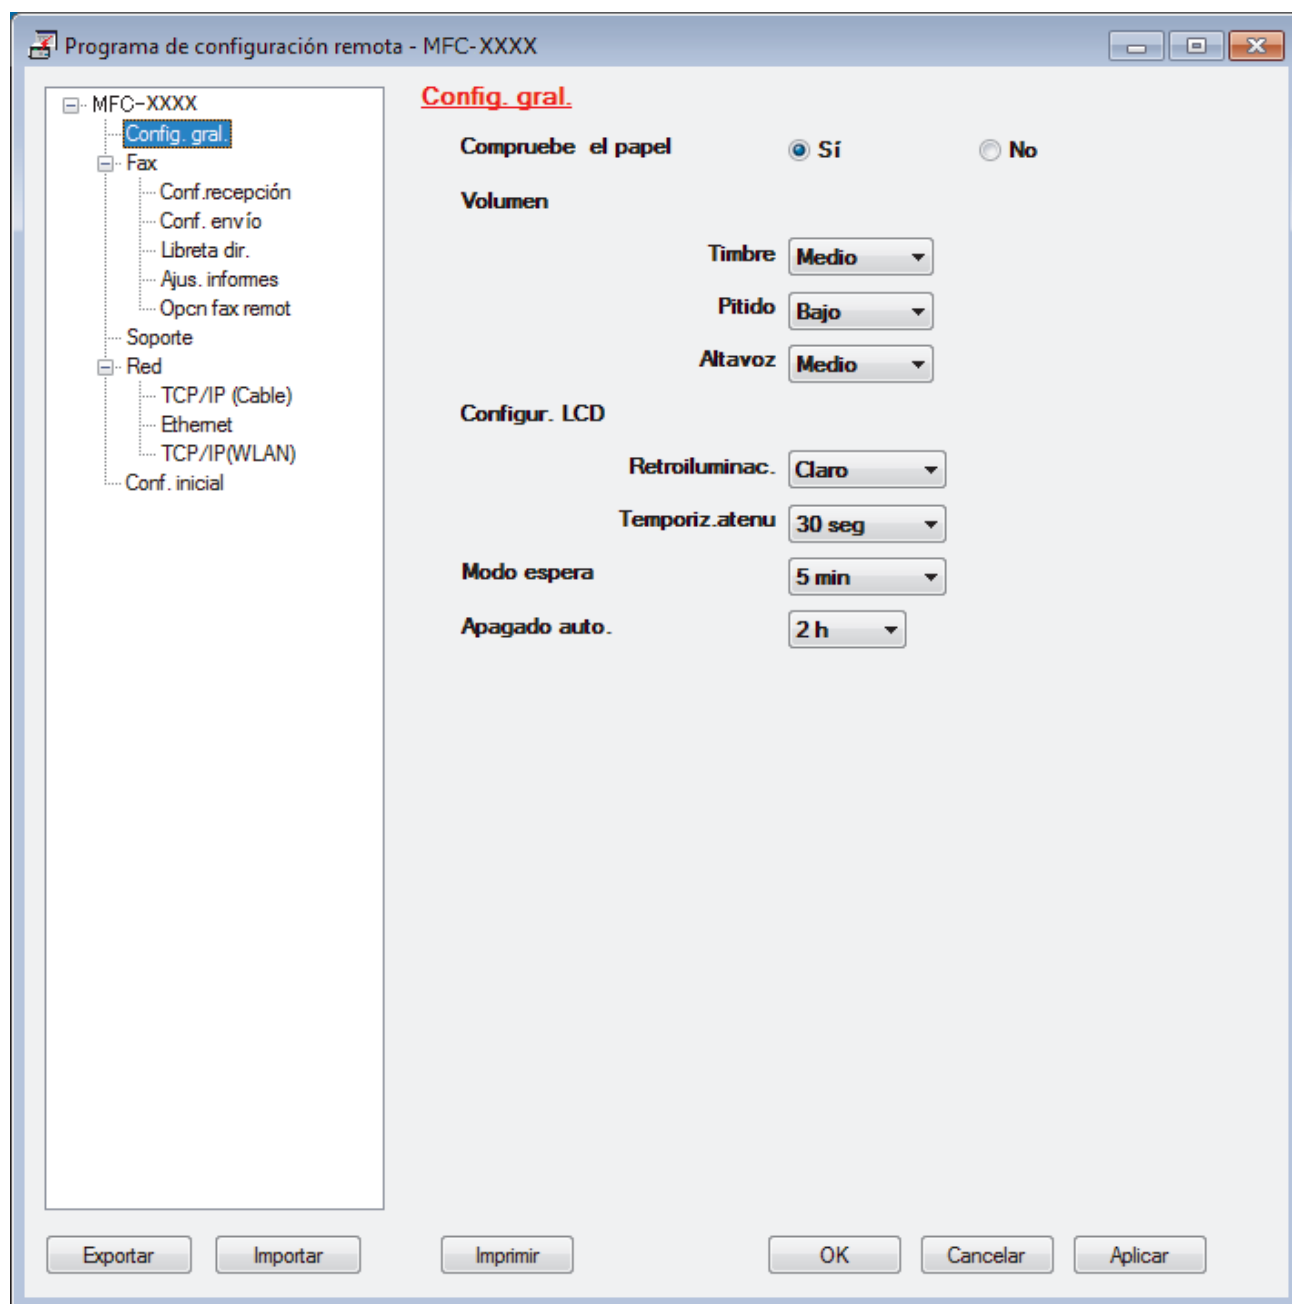 Programa de configuración remota - MFC-XXXX
MFC-XXXX
Config. gral.
Fax
Conf.recepción
Conf. envío
Libreta dir.
Ajus. informes
Opcn fax remot
Soporte
Red
TCP/IP (Cable)
Ethernet
TCP/IP(WLAN)
Conf. inicial
Config. gral.
Compruebe el papel Sí No
Volumen
Timbre Medio
Pitido Bajo
Altavoz Medio
Configur. LCD
Retroiluminac. Claro
Temporiz.atenu 30 seg
Modo espera 5 min
Apagado auto. 2 h
Exportar Importar Imprimir OK Cancelar Aplicar